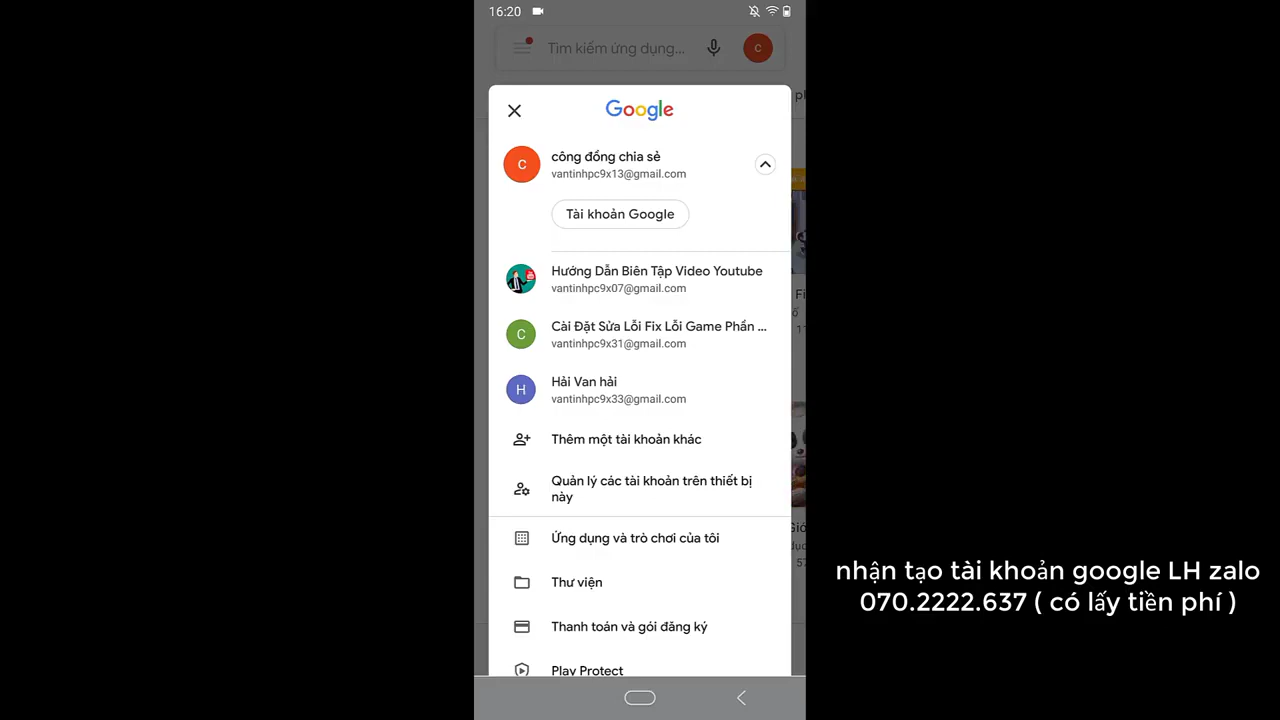 16:20
Tìm kiếm ứng dụng...
C
Google
C
công đồng chia sẻ
vantinhpc9x13@gmail.com
Tài khoản Google
Hướng Dẫn Biên Tập Video Youtube
vantinhpc9x07@gmail.com
C
Cài Đặt Sửa Lỗi Fix Lỗi Game Phần ...
vantinhpc9x31@gmail.com
H
Hải Van hải
vantinhpc9x33@gmail.com
Thêm một tài khoản khác
Quản lý các tài khoản trên thiết bị
này
Ứng dụng và trò chơi của tôi
Thư viện
Thanh toán và gói đăng ký
Play Protect
nhận tạo tài khoản google LH zalo
070.2222.637 ( có lấy tiền phí )